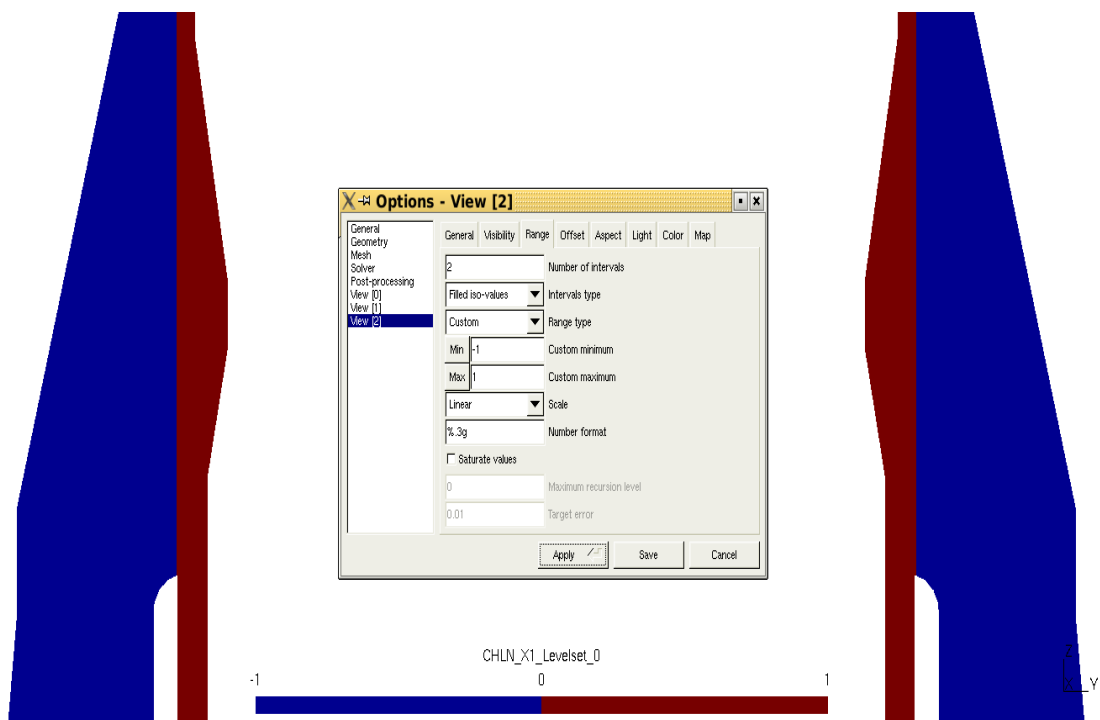 Options - View [2]
General
Geometry
Mesh
Solver
Post-processing
View [0]
View [1]
View [2]
General Visibility Range Offset Aspect Light Color Map
2 Number of intervals
Filled iso-values Intervals type
Custom Range type
Min -1 Custom minimum
Max 1 Custom maximum
Linear Scale
%.3g Number format
Saturate values
0 Maximum recursion level
0.01 Target error
Apply Save Cancel
CHLN_X1_Levelset_0
-1 0 1
Z
X Y